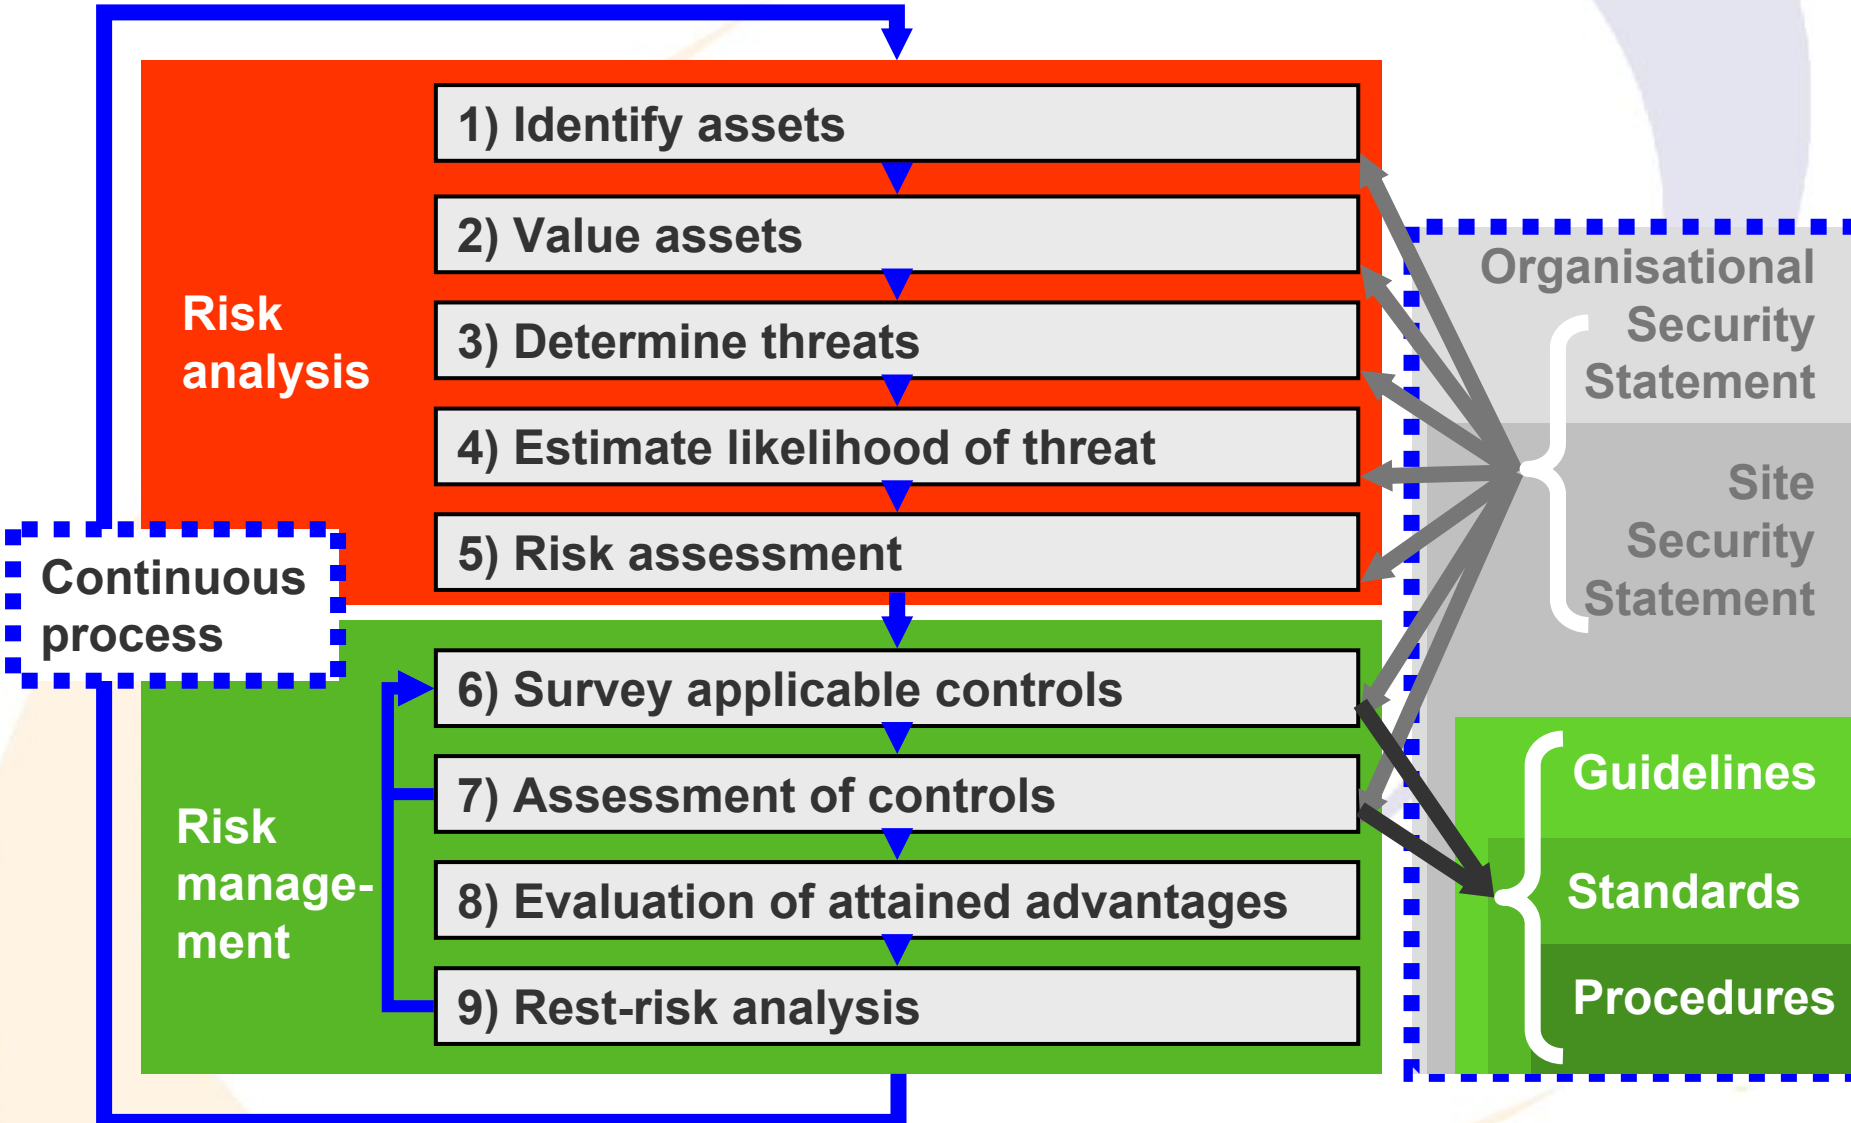 Risk
analysis
1) Identify assets
2) Value assets
3) Determine threats
4) Estimate likelihood of threat
5) Risk assessment
Continuous
process
Risk
manage-
ment
6) Survey applicable controls
7) Assessment of controls
8) Evaluation of attained advantages
9) Rest-risk analysis
Organisational
Security
Statement
Site
Security
Statement
Guidelines
Standards
Procedures